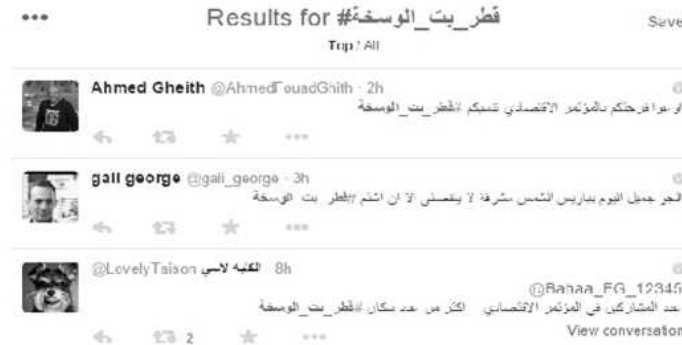 Results for #قطر_بت_الوسخة
Save
Top / All
Ahmed Gheith @AhmedFouadGhith · 2h
اوعوا فرحتكم بالمؤتمر الاقتصادي تنسيكم #قطر_بت_الوسخة
gali george @gali_george · 3h
الجو جميل اليوم بباريس الشمس مشرقة لا ينقصني الا ان اشتم #قطر_بت_الوسخة
@LovelyTaison الكلبه لاسي 8h
@Bahaa_EG_12345
عدد المشاركين في المؤتمر الاقتصادي اكثر من عدد سكان #قطر_بت_الوسخة
2
View conversation